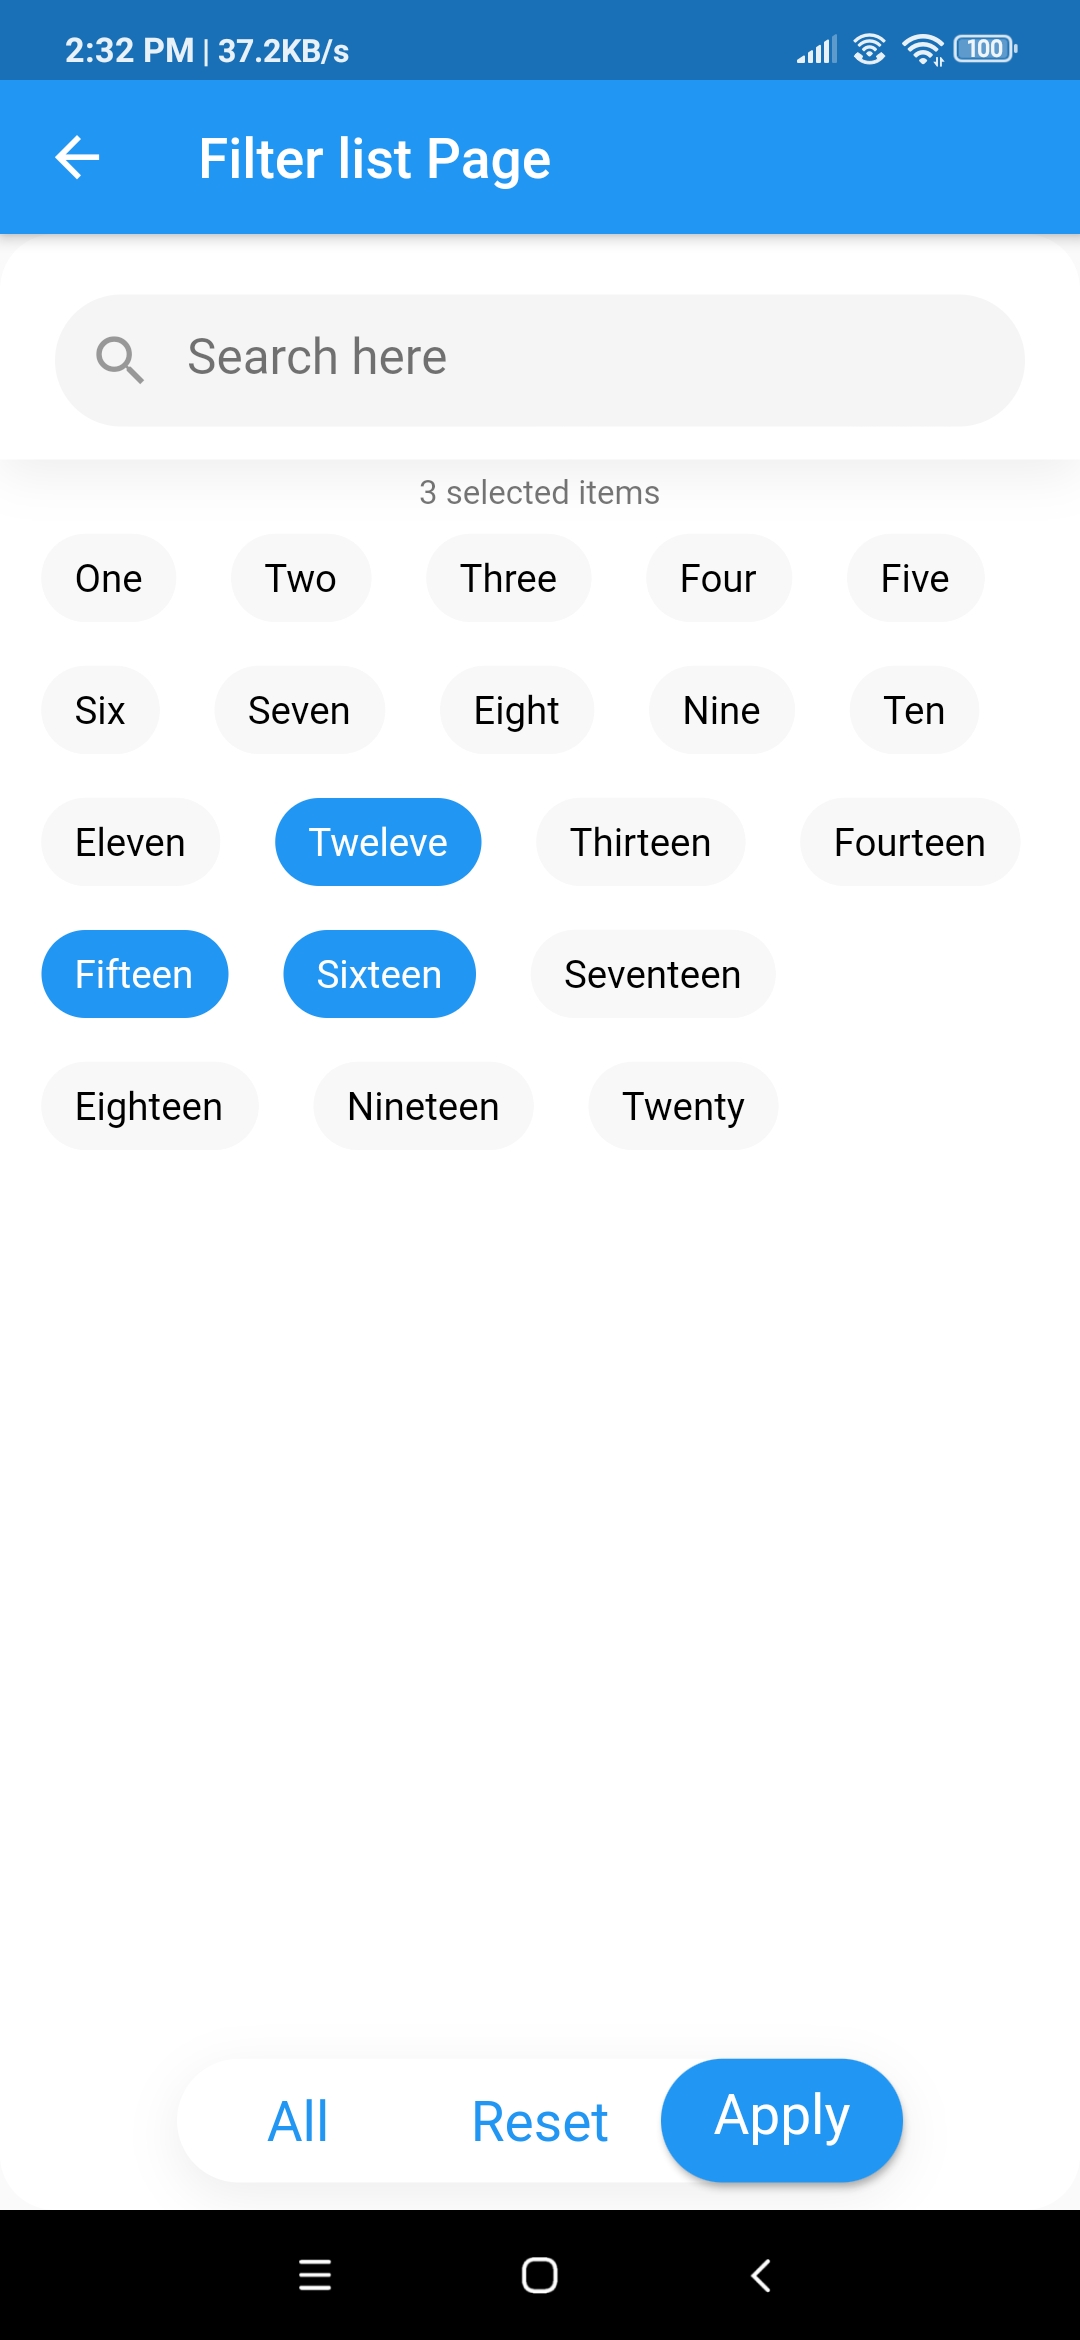 2:32 PM | 37.2KB/s 100
Filter list Page
Search here
3 selected items
One Two Three Four Five
Six Seven Eight Nine Ten
Eleven Tweleve Thirteen Fourteen
Fifteen Sixteen Seventeen
Eighteen Nineteen Twenty
All Reset Apply